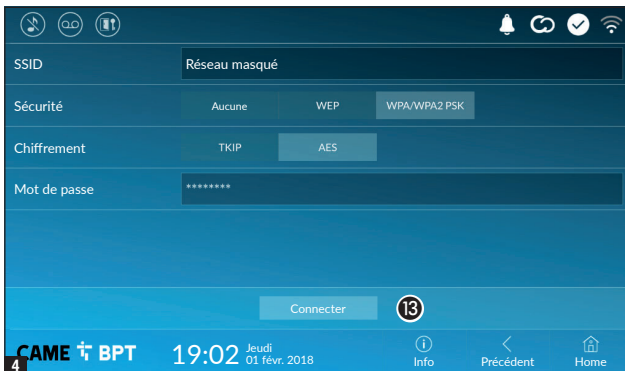 SSID Réseau masqué
Sécurité Aucune WEP WPA/WPA2 PSK
Chiffrement TKIP AES
Mot de passe ********
Connecter 13
4 CAME BPT 19:02 Jeudi
01 févr. 2018
Info Précédent Home